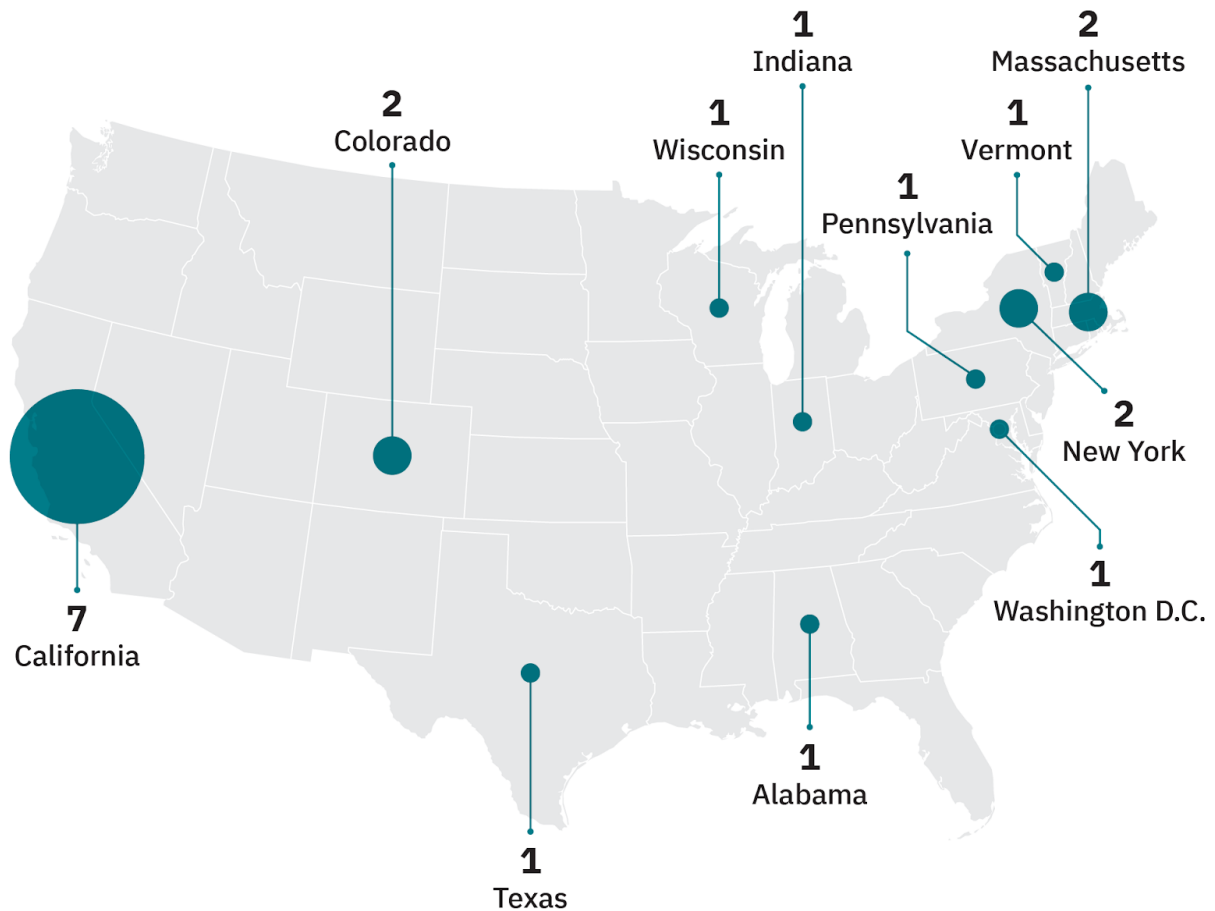 1
Indiana
2
Massachusetts
2
Colorado
1
Wisconsin
1
Vermont
1
Pennsylvania
2
New York
1
Washington D.C.
7
California
1
Alabama
1
Texas